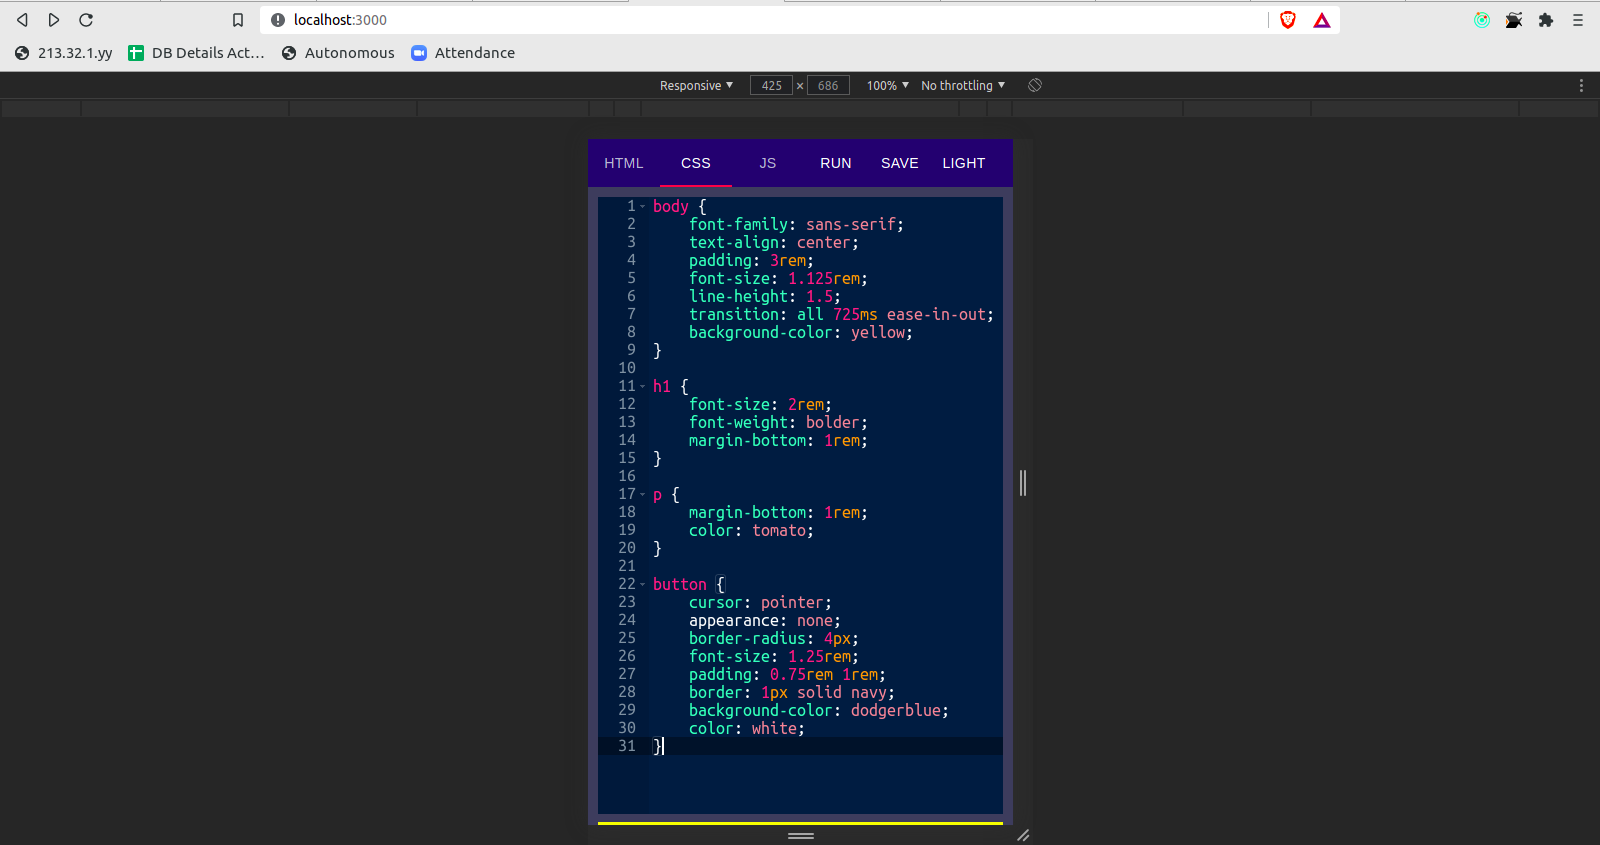 localhost:3000
213.32.1.yy DB Details Act... Autonomous Attendance
Responsive ▼ 425 × 686 100% ▼ No throttling ▼
HTML CSS JS RUN SAVE LIGHT
1 body {
2     font-family: sans-serif;
3     text-align: center;
4     padding: 3rem;
5     font-size: 1.125rem;
6     line-height: 1.5;
7     transition: all 725ms ease-in-out;
8     background-color: yellow;
9 }
10
11 h1 {
12     font-size: 2rem;
13     font-weight: bolder;
14     margin-bottom: 1rem;
15 }
16
17 p {
18     margin-bottom: 1rem;
19     color: tomato;
20 }
21
22 button {
23     cursor: pointer;
24     appearance: none;
25     border-radius: 4px;
26     font-size: 1.25rem;
27     padding: 0.75rem 1rem;
28     border: 1px solid navy;
29     background-color: dodgerblue;
30     color: white;
31 }